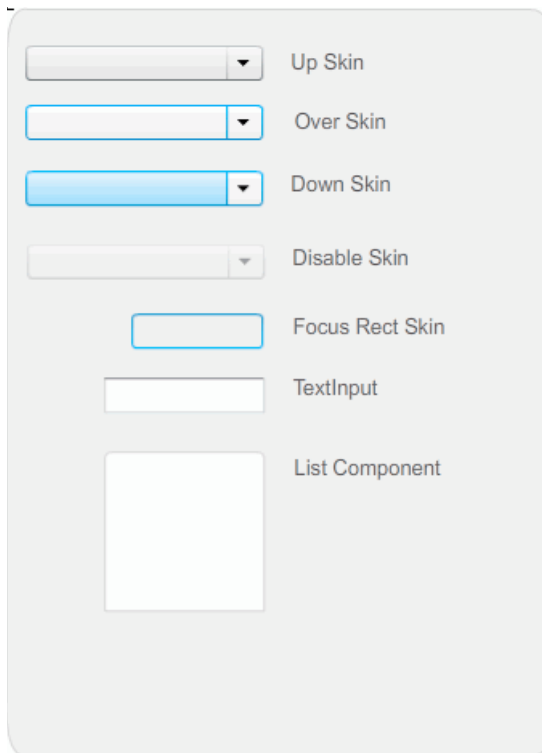 Up Skin
Over Skin
Down Skin
Disable Skin
Focus Rect Skin
TextInput
List Component